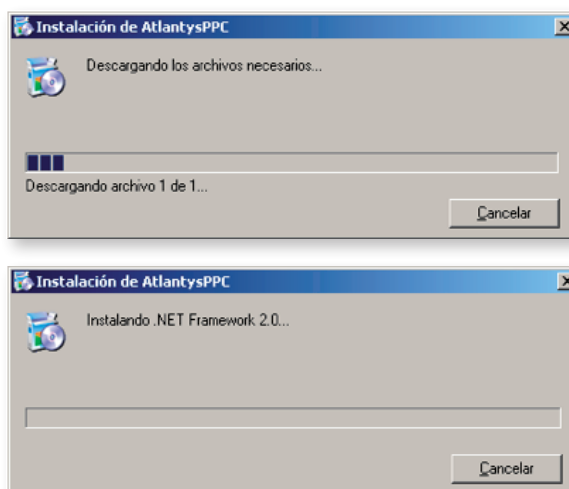 Instalación de AtlantysPPC
Descargando los archivos necesarios...
Descargando archivo 1 de 1...
Cancelar
Instalación de AtlantysPPC
Instalando .NET Framework 2.0...
Cancelar